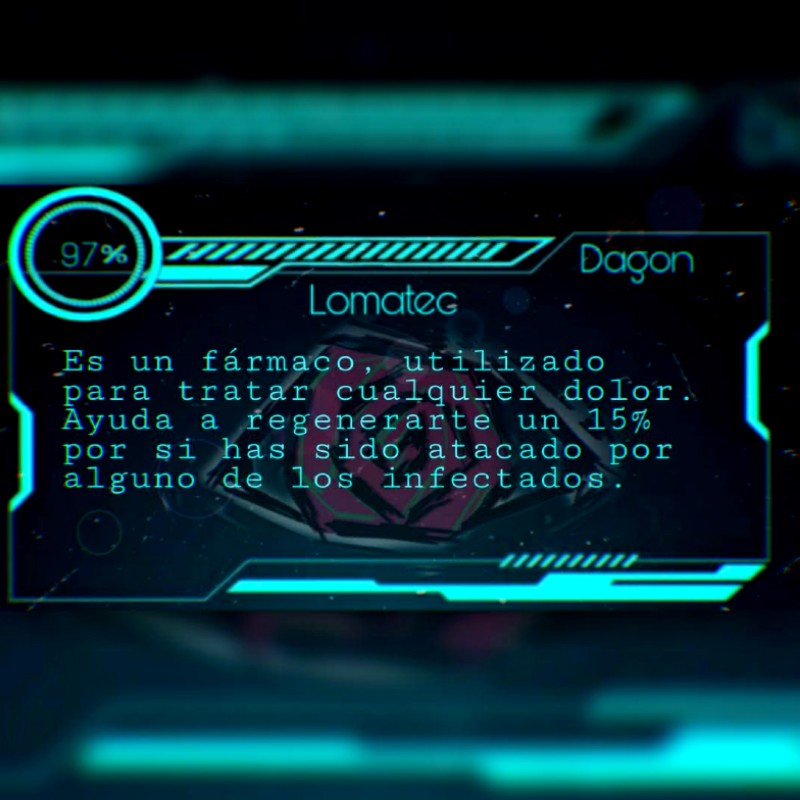 97%
Dagon
Lomatec
Es un fármaco, utilizado
para tratar cualquier dolor.
Ayuda a regenerarte un 15%
por si has sido atacado por
alguno de los infectados.